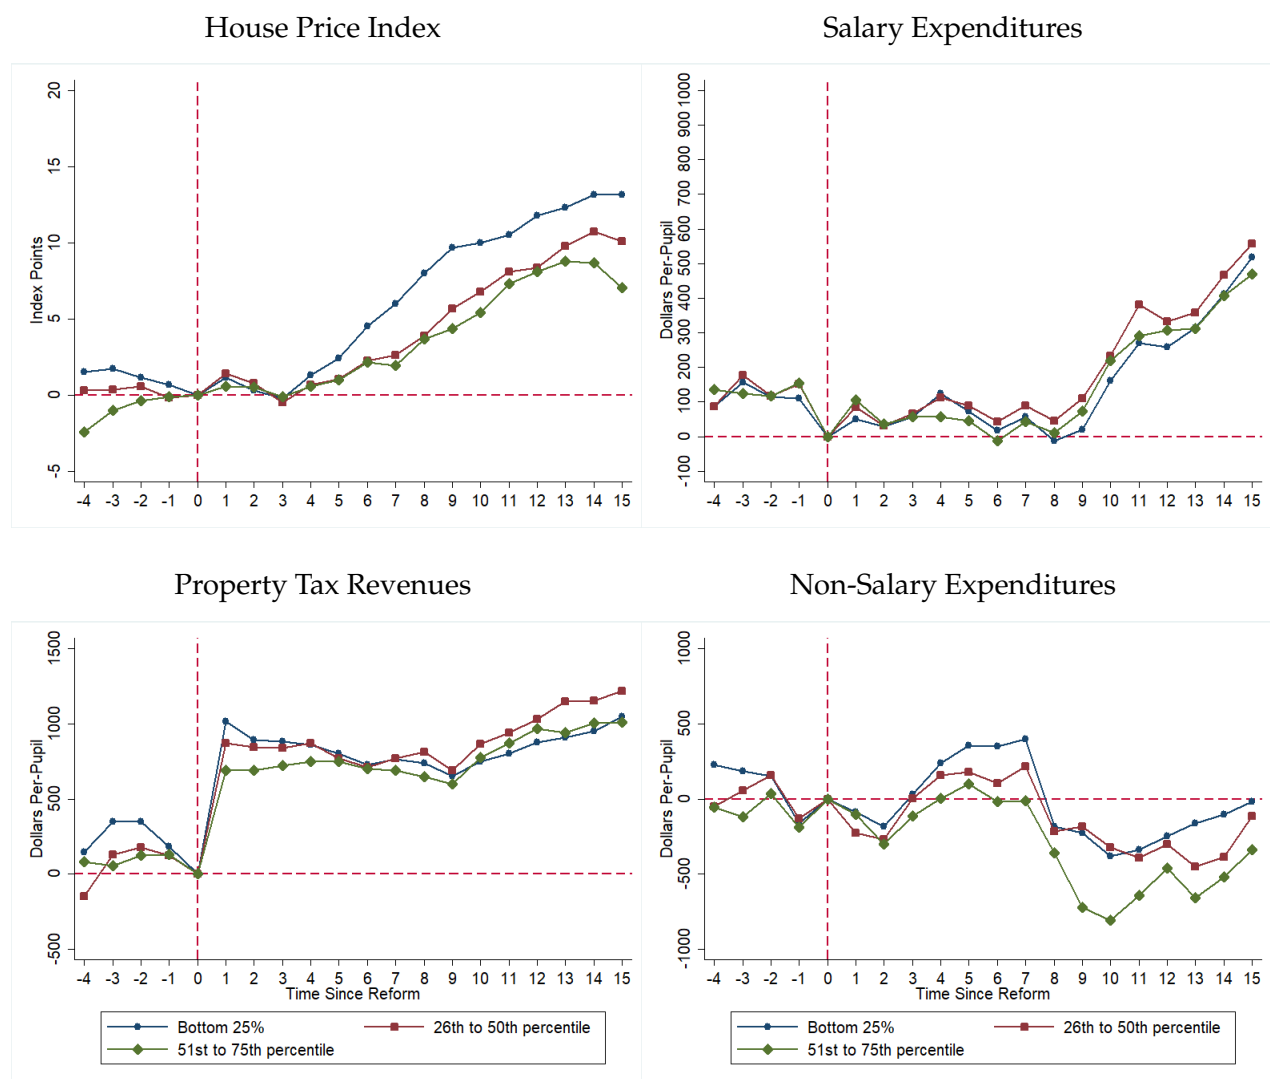 House Price Index
20
15
10
5
0
-5
Index Points
-4 -3 -2 -1 0 1 2 3 4 5 6 7 8 9 10 11 12 13 14 15
Salary Expenditures
1000
900
800
700
600
500
400
300
200
100
0
-100
Dollars Per-Pupil
-4 -3 -2 -1 0 1 2 3 4 5 6 7 8 9 10 11 12 13 14 15
Property Tax Revenues
1500
1000
500
0
-500
Dollars Per-Pupil
-4 -3 -2 -1 0 1 2 3 4 5 6 7 8 9 10 11 12 13 14 15
Time Since Reform
Bottom 25% 26th to 50th percentile
51st to 75th percentile
Non-Salary Expenditures
1000
500
0
-500
-1000
Dollars Per-Pupil
-4 -3 -2 -1 0 1 2 3 4 5 6 7 8 9 10 11 12 13 14 15
Time Since Reform
Bottom 25% 26th to 50th percentile
51st to 75th percentile